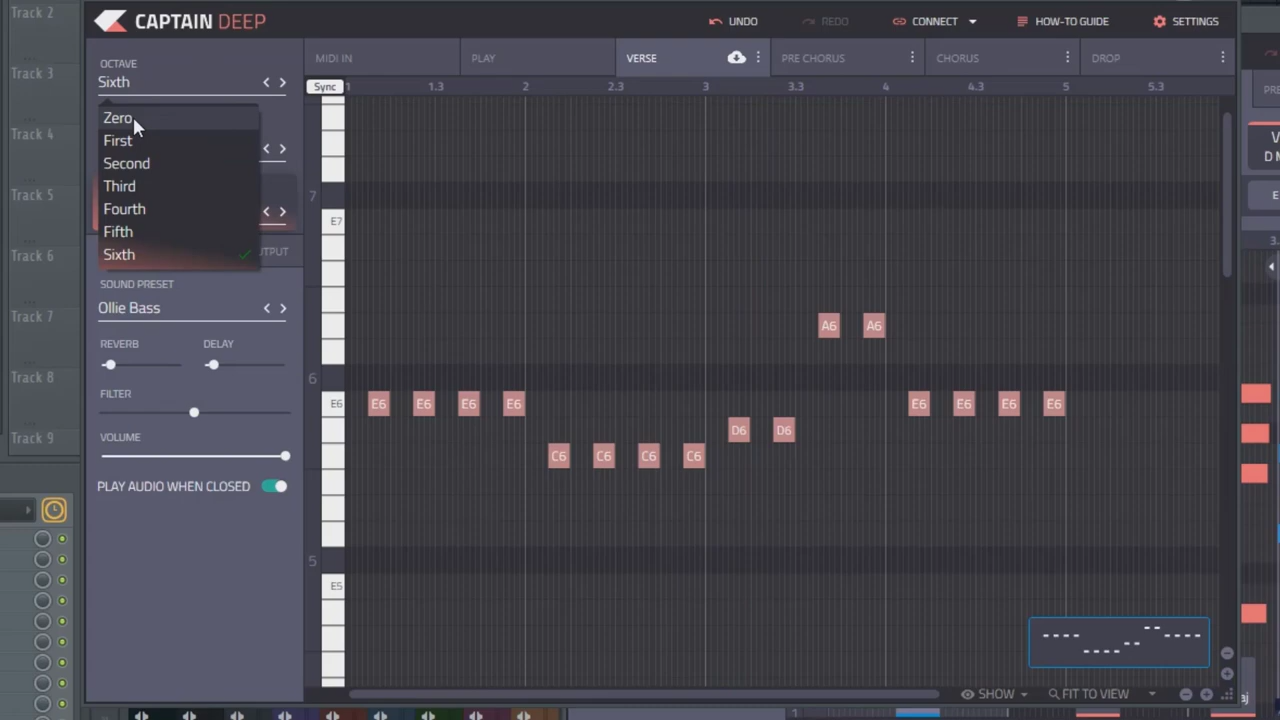 Track 2
Track 3
Track 4
Track 5
Track 6
Track 7
Track 8
Track 9
CAPTAIN DEEP
UNDO
REDO
CONNECT
HOW-TO GUIDE
SETTINGS
OCTAVE
Sixth
Zero
First
Second
Third
Fourth
Fifth
Sixth
SOUND PRESET
Ollie Bass
REVERB
DELAY
FILTER
VOLUME
PLAY AUDIO WHEN CLOSED
MIDI IN
PLAY
VERSE
PRE CHORUS
CHORUS
DROP
Sync
1 1.3 2 2.3 3 3.3 4 4.3 5 5.3
7
E7
A6 A6
6
E6 E6 E6 E6 E6 E6 E6 E6 E6
D6 D6
C6 C6 C6 C6
5
E5
SHOW
FIT TO VIEW
1